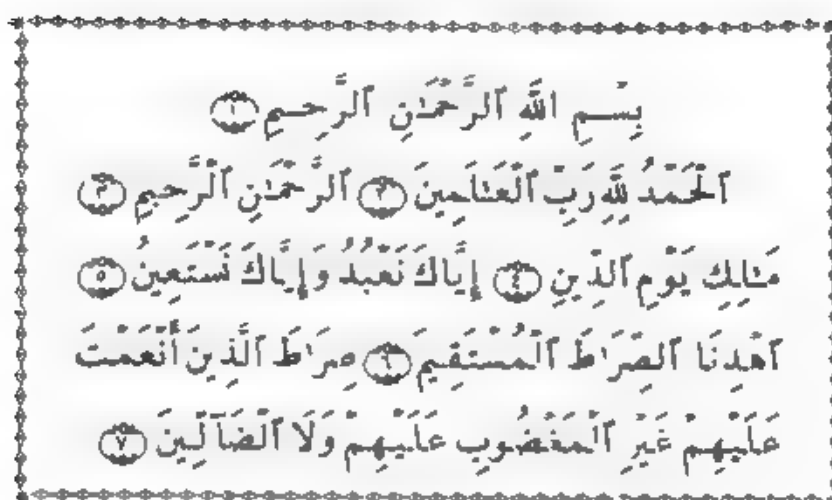 بِسْمِ اللَّهِ ٱلرَّحْمَـٰنِ ٱلرَّحِيمِ ١
ٱلْحَمْدُ لِلَّهِ رَبِّ ٱلْعَـٰلَمِينَ ٢ ٱلرَّحْمَـٰنِ ٱلرَّحِيمِ ٣
مَـٰلِكِ يَوْمِ ٱلدِّينِ ٤ إِيَّاكَ نَعْبُدُ وَإِيَّاكَ نَسْتَعِينُ ٥
ٱهْدِنَا ٱلصِّرَٰطَ ٱلْمُسْتَقِيمَ ٦ صِرَٰطَ ٱلَّذِينَ أَنْعَمْتَ
عَلَيْهِمْ غَيْرِ ٱلْمَغْضُوبِ عَلَيْهِمْ وَلَا ٱلضَّآلِّينَ ٧